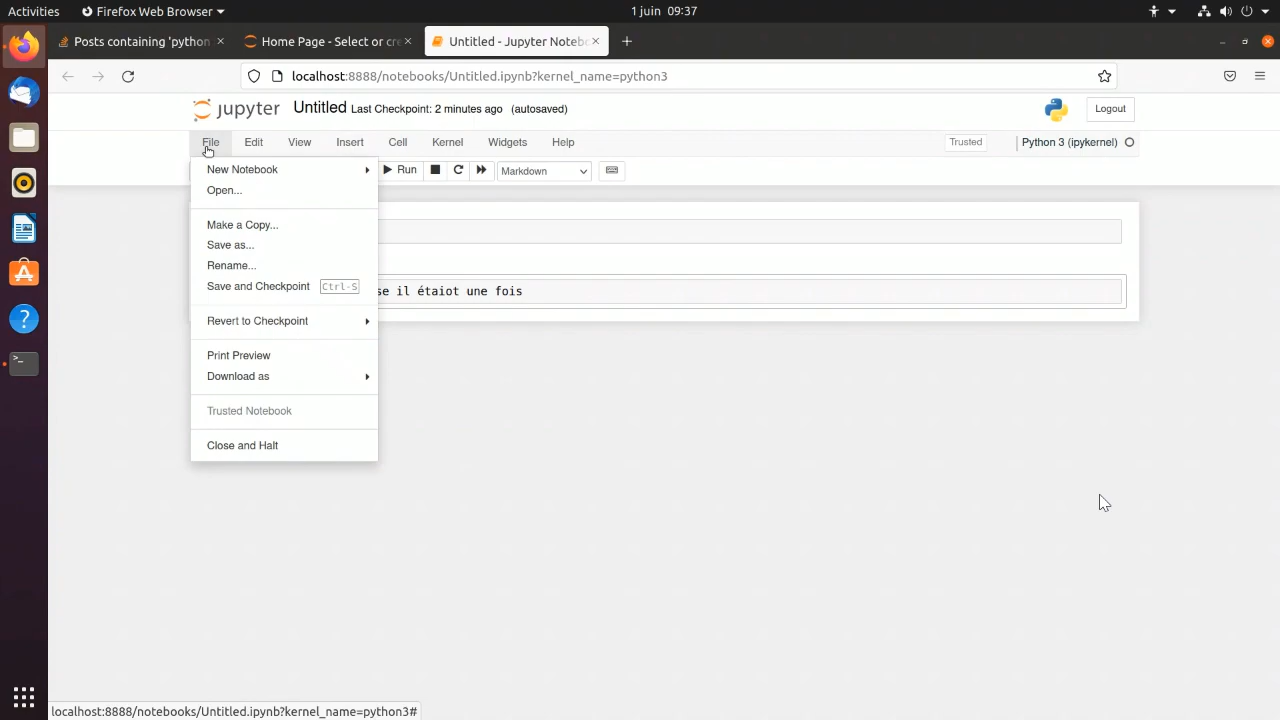 Activities Firefox Web Browser 1 juin 09:37
Posts containing 'python Home Page - Select or cre Untitled - Jupyter Notebo
localhost:8888/notebooks/Untitled.ipynb?kernel_name=python3
jupyter Untitled Last Checkpoint: 2 minutes ago (autosaved) Logout
File Edit View Insert Cell Kernel Widgets Help Trusted Python 3 (ipykernel)
Run Markdown
New Notebook
Open...
Make a Copy...
Save as...
Rename...
Save and Checkpoint Ctrl-S
se il étaiot une fois
Revert to Checkpoint
Print Preview
Download as
Trusted Notebook
Close and Halt
localhost:8888/notebooks/Untitled.ipynb?kernel_name=python3#